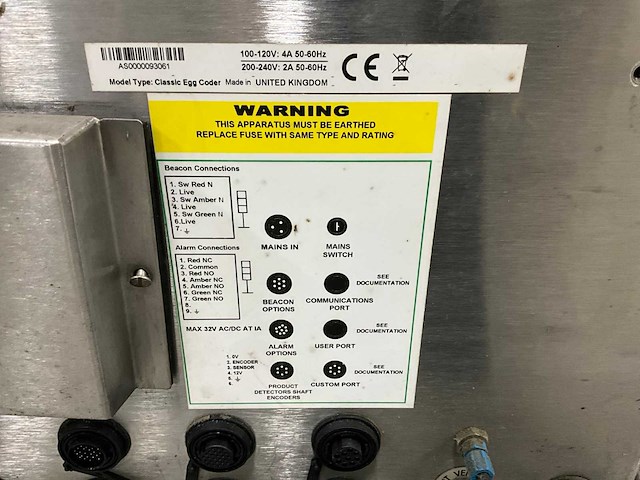 100-120V: 4A 50-60Hz
200-240V: 2A 50-60Hz
AS0000093061
Model Type: Classic Egg Coder Made in UNITED KINGDOM
CE
WARNING
THIS APPARATUS MUST BE EARTHED
REPLACE FUSE WITH SAME TYPE AND RATING
Beacon Connections
1. Sw Red N
2. Live
3. Sw Amber N
4. Live
5. Sw Green N
6. Live
7.
MAINS IN
MAINS
SWITCH
Alarm Connections
1. Red NC
2. Common
3. Red NO
4. Amber NC
5. Amber NO
6. Green NC
7. Green NO
8.
9.
BEACON
OPTIONS
COMMUNICATIONS
PORT
SEE
DOCUMENTATION
MAX 32V AC/DC AT 1A
ALARM
OPTIONS
USER PORT
SEE
DOCUMENTATION
1. 0V
2. ENCODER
3. SENSOR
4. 12V
5.
6.
PRODUCT
DETECTORS SHAFT
ENCODERS
CUSTOM PORT
SEE
DOCUMENTATION